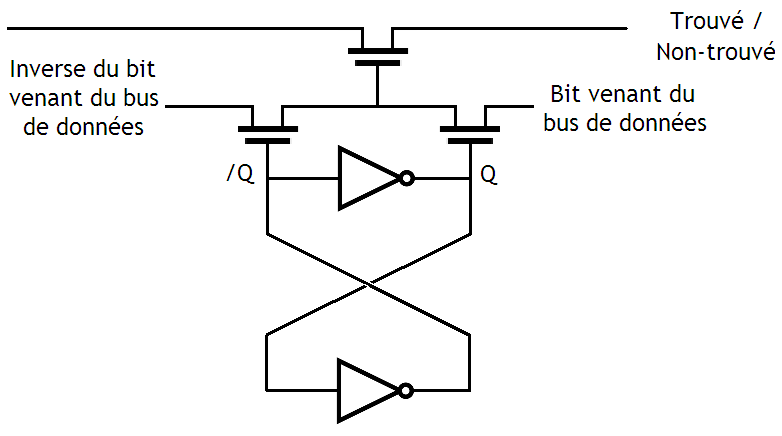 Trouvé /
Non-trouvé
Inverse du bit
venant du bus
de données
Bit venant du
bus de données
/Q
Q